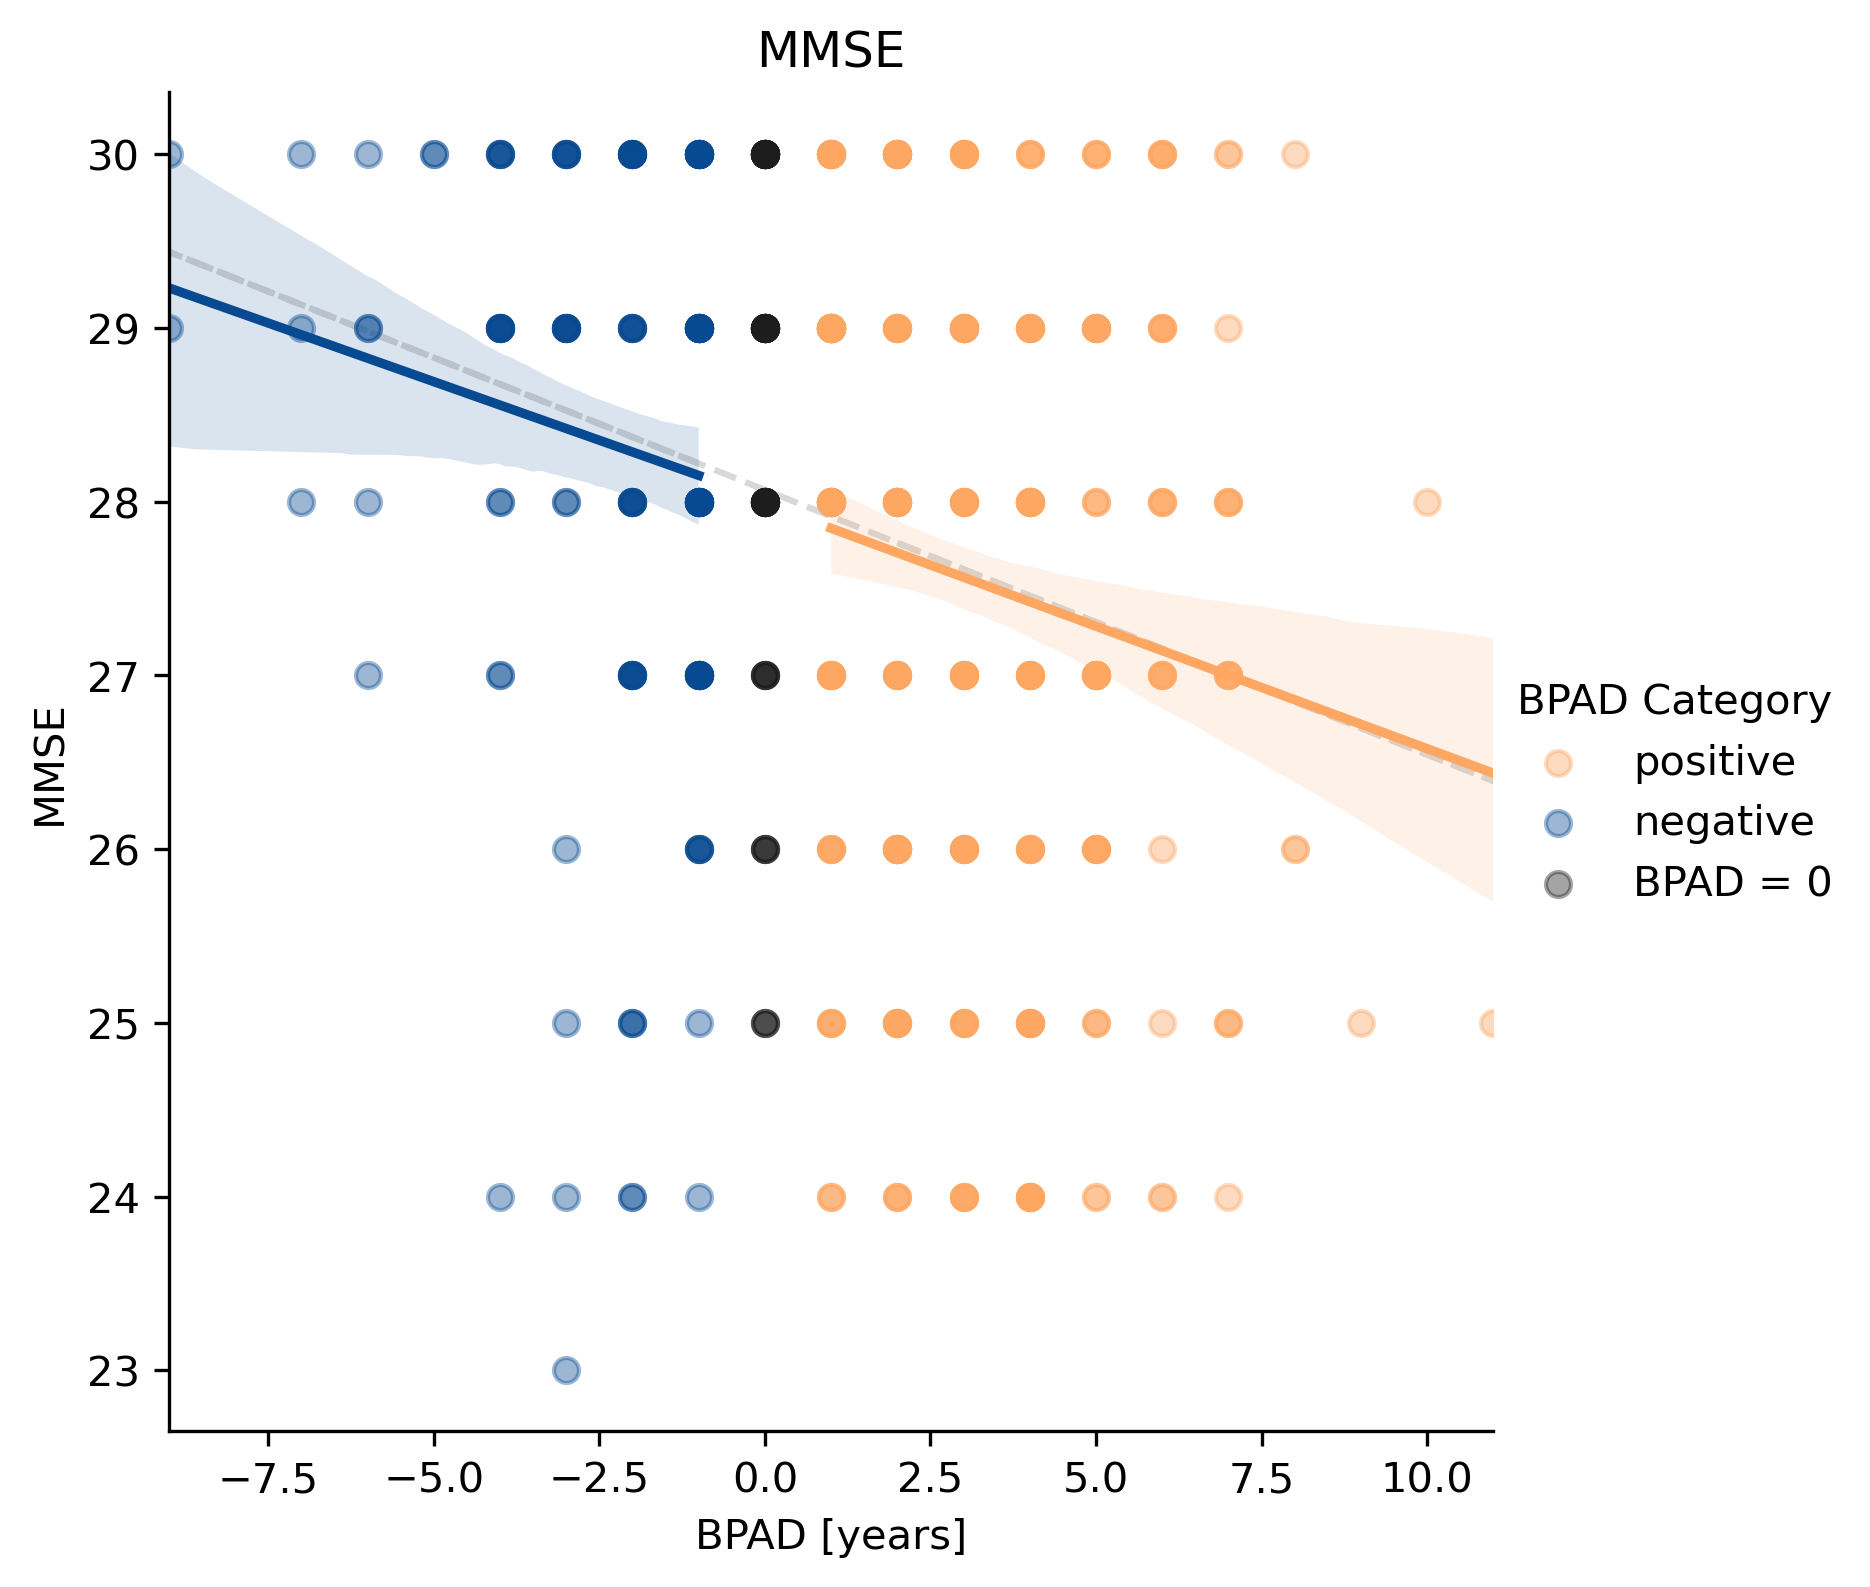 MMSE
30
29
28
27
26
25
24
23
MMSE
−7.5 −5.0 −2.5 0.0 2.5 5.0 7.5 10.0
BPAD [years]
BPAD Category
positive
negative
BPAD = 0